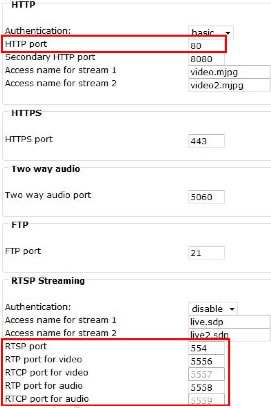 HTTP
Authentication: basic
HTTP port 80
Secondary HTTP port 8080
Access name for stream 1 video.mjpg
Access name for stream 2 video2.mjpg
HTTPS
HTTPS port 443
Two way audio
Two way audio port 5060
FTP
FTP port 21
RTSP Streaming
Authentication: disable
Access name for stream 1 live.sdp
Access name for stream 2 live2.sdp
RTSP port 554
RTP port for video 5556
RTCP port for video 5557
RTP port for audio 5558
RTCP port for audio 5559